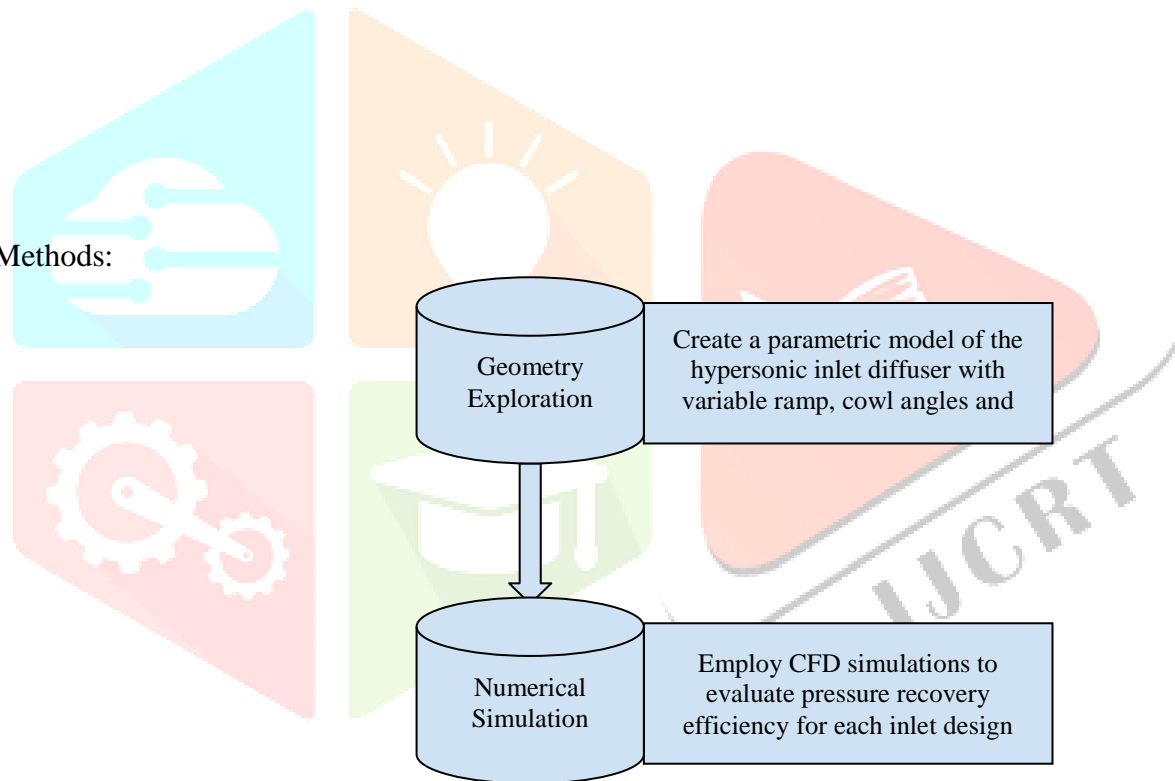 Methods:
Geometry
Exploration
Create a parametric model of the
hypersonic inlet diffuser with
variable ramp, cowl angles and
Numerical
Simulation
Employ CFD simulations to
evaluate pressure recovery
efficiency for each inlet design
IJCRT